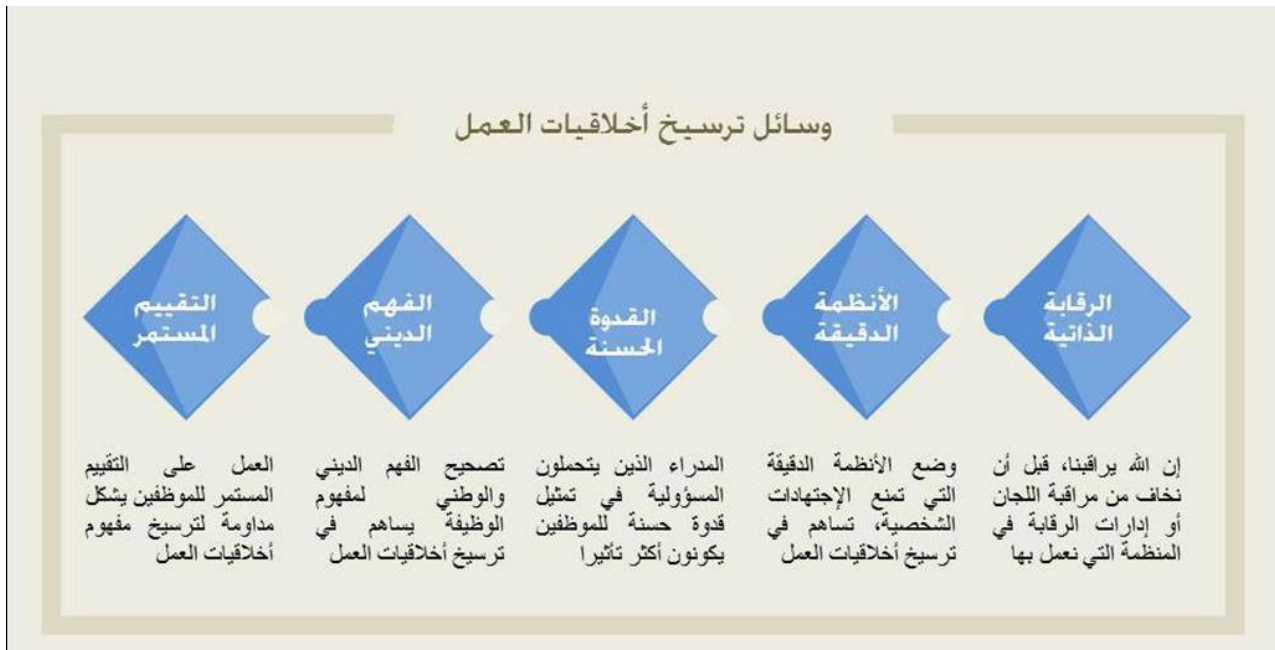 وسائل ترسيخ أخلاقيات العمل
الرقابة
الذاتية
إن الله يراقبنا، قبل أن
نخاف من مراقبة اللجان
أو إدارات الرقابة في
المنظمة التي نعمل بها
الأنظمة
الدقيقة
وضع الأنظمة الدقيقة
التي تمنع الإجتهادات
الشخصية، تساهم في
ترسيخ أخلاقيات العمل
القدوة
الحسنة
المدراء الذين يتحملون
المسؤولية في تمثيل
قدوة حسنة للموظفين
يكونون أكثر تأثيرا
الفهم
الديني
تصحيح الفهم الديني
والوطني لمفهوم
الوظيفة يساهم في
ترسيخ أخلاقيات العمل
التقييم
المستمر
العمل على التقييم
المستمر للموظفين يشكل
مداومة لترسيخ مفهوم
أخلاقيات العمل